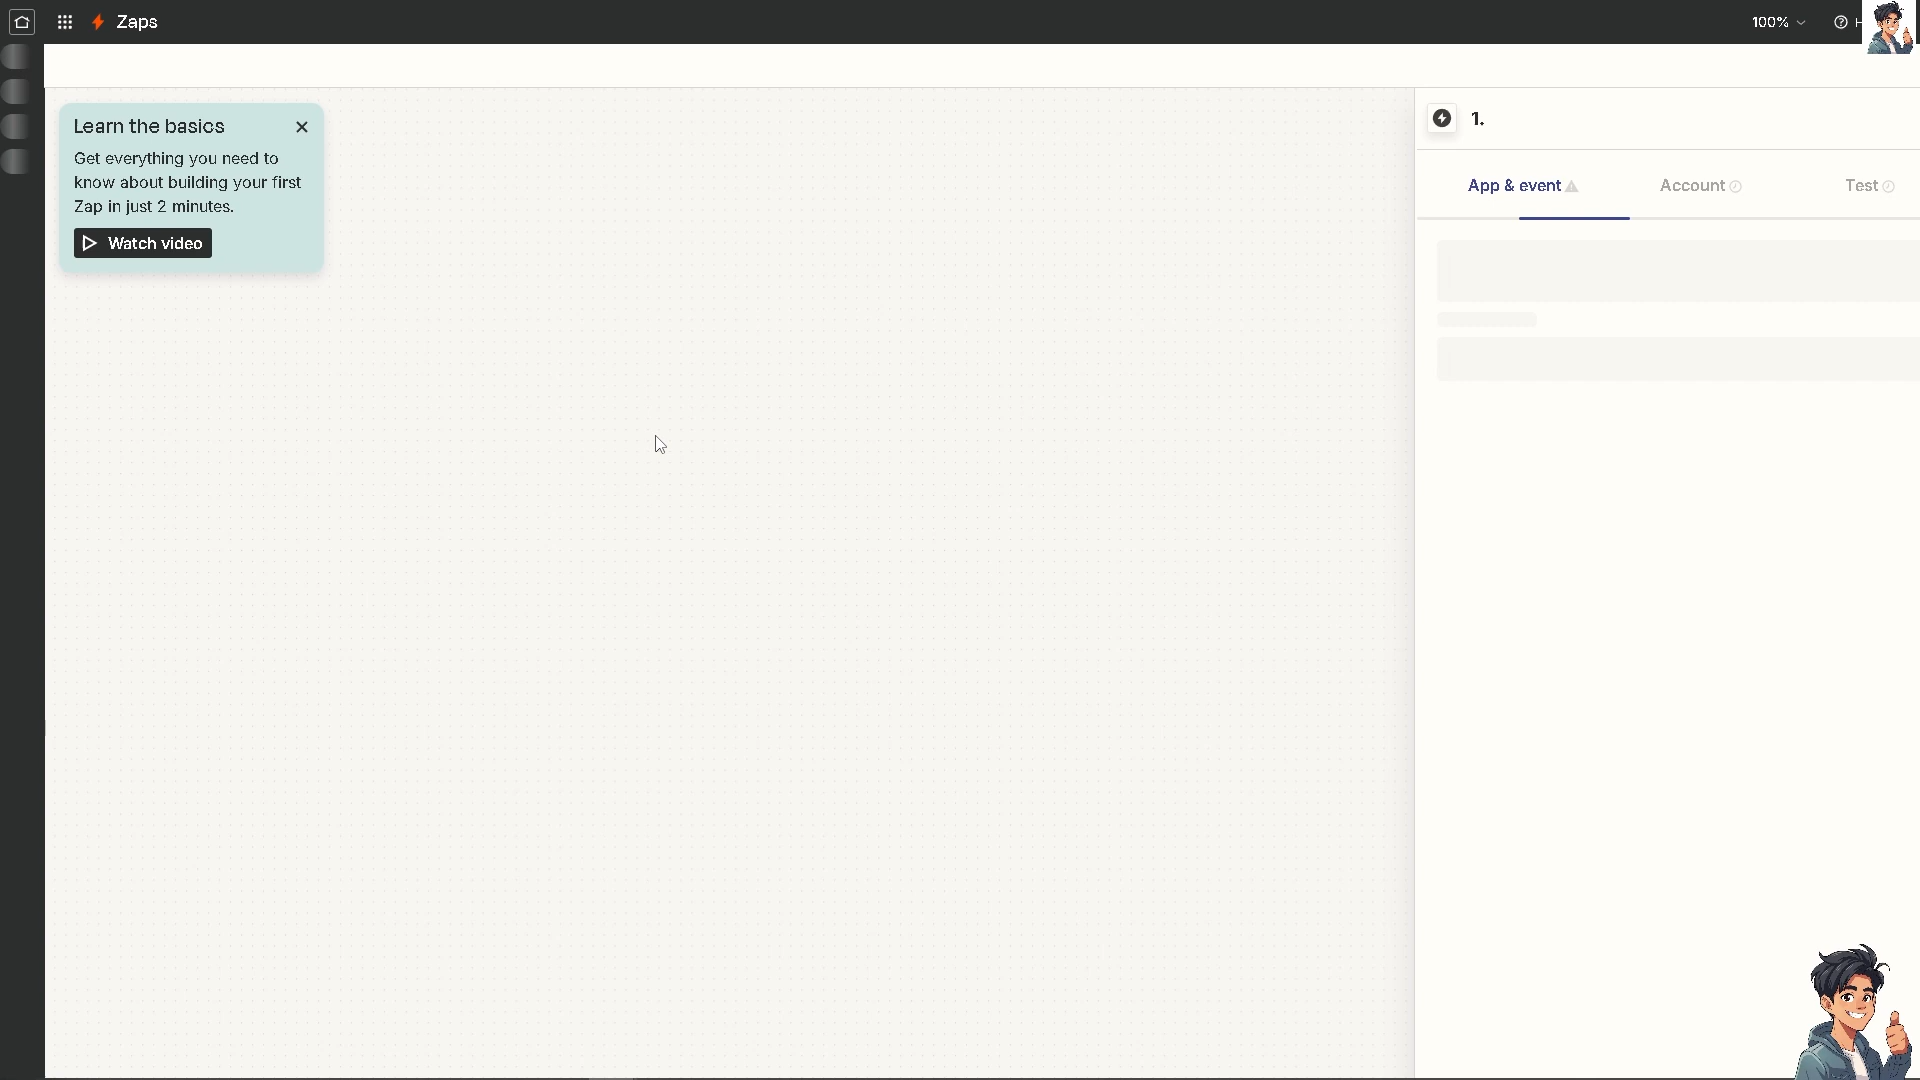 Zaps
100%
Learn the basics
Get everything you need to
know about building your first
Zap in just 2 minutes.
Watch video
1.
App & event
Account
Test